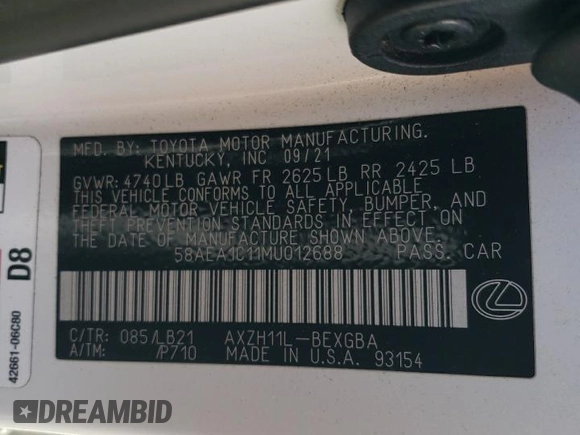 MFD. BY: TOYOTA MOTOR MANUFACTURING.
KENTUCKY, INC 09/21
GVWR: 4740LB GAWR FR 2625LB RR 2425 LB
THIS VEHICLE CONFORMS TO ALL APPLICABLE
FEDERAL MOTOR VEHICLE SAFETY, BUMPER, AND
THEFT PREVENTION STANDARDS IN EFFECT ON
THE DATE OF MANUFACTURE SHOWN ABOVE.
58AEA1C11MU012688 PASS. CAR
C/TR: 085/LB21 AXZH11L-BEXGBA
A/TM: /P710 MADE IN U.S.A. 93154
42661-06C80
D8
DREAMBID